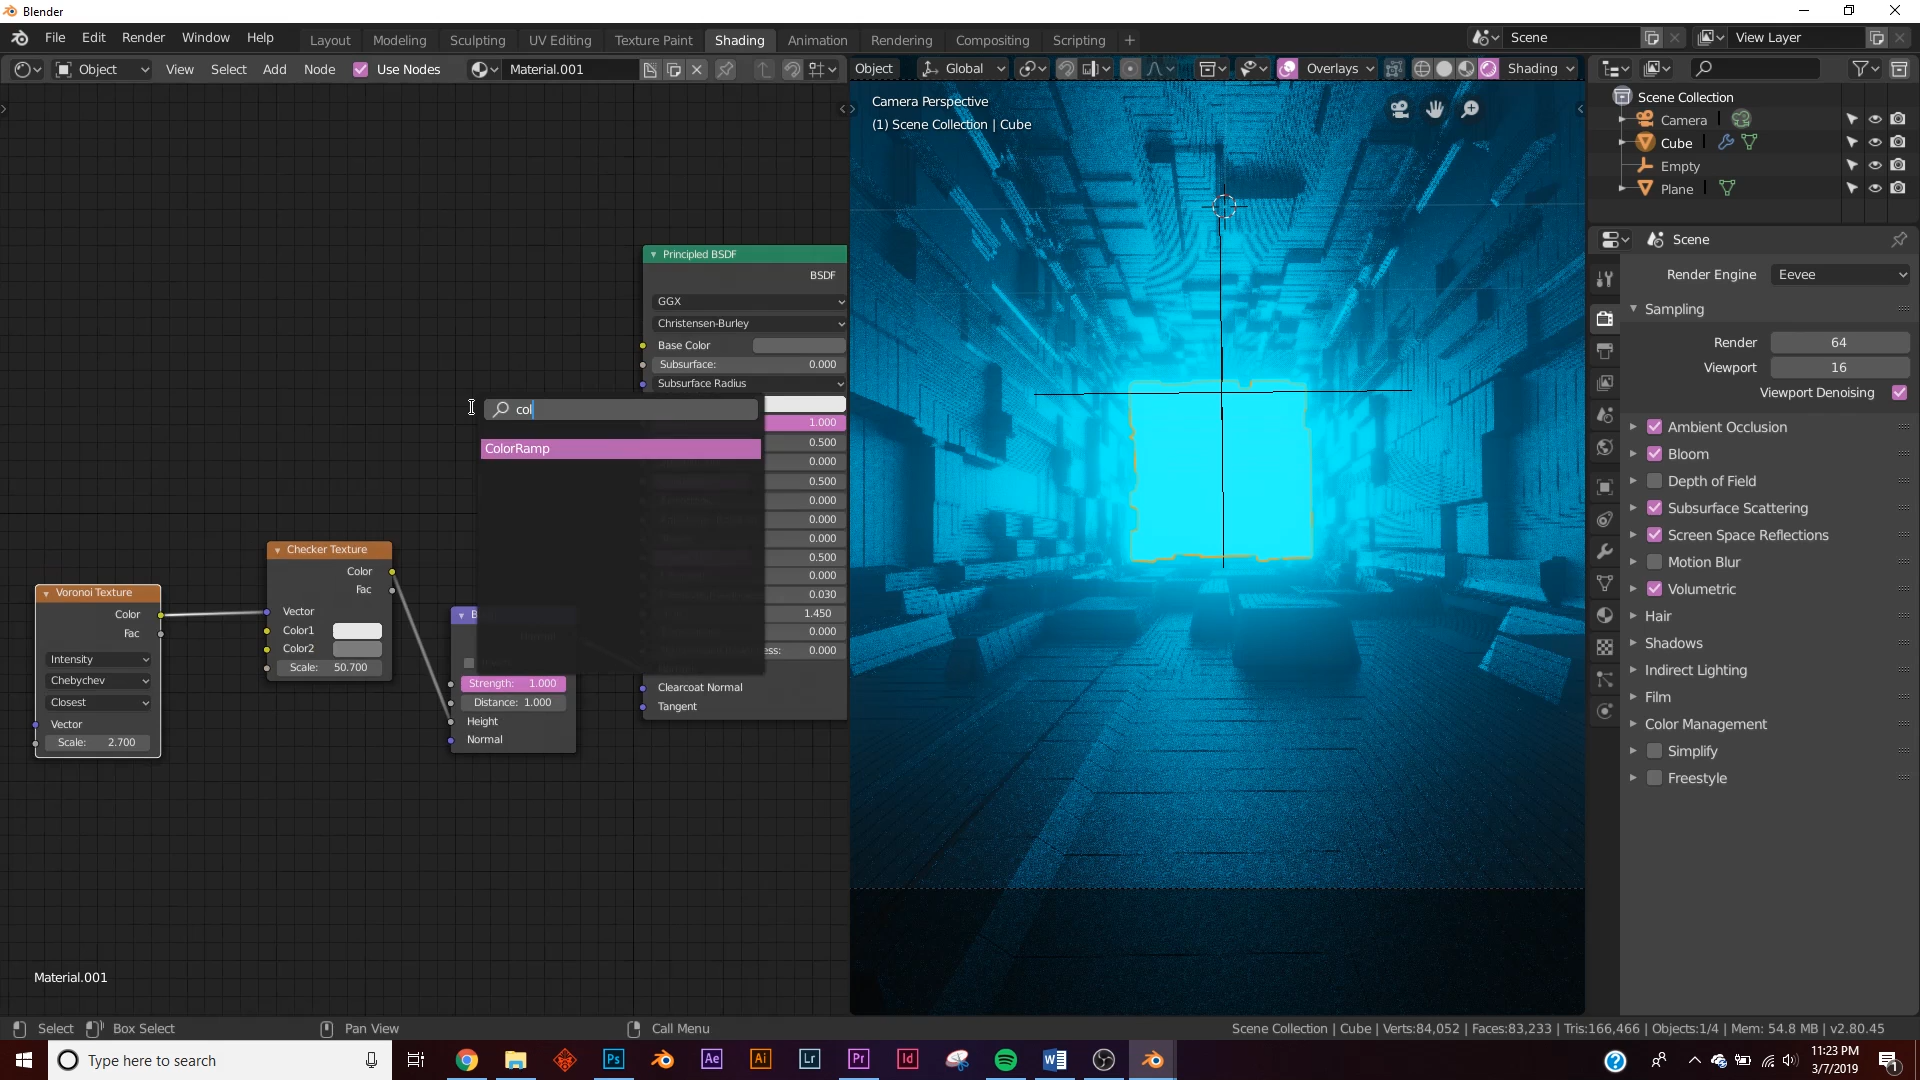 Blender
File Edit Render Window Help Layout Modeling Sculpting UV Editing Texture Paint Shading Animation Rendering Compositing Scripting + Scene View Layer
Object View Select Add Node Use Nodes Material.001 Object Global Overlays Shading
Camera Perspective
(1) Scene Collection | Cube
Scene Collection
Camera
Cube
Empty
Plane
Scene
Render Engine Eevee
Sampling
Render 64
Viewport 16
Viewport Denoising
Ambient Occlusion
Bloom
Depth of Field
Subsurface Scattering
Screen Space Reflections
Motion Blur
Volumetric
Hair
Shadows
Indirect Lighting
Film
Color Management
Simplify
Freestyle
Principled BSDF
BSDF
GGX
Christensen-Burley
Base Color
Subsurface: 0.000
Subsurface Radius
col
1.000
ColorRamp
0.500
0.000
0.500
0.000
0.000
0.000
0.500
0.000
0.030
1.450
0.000
0.000
Clearcoat Normal
Tangent
Checker Texture
Color
Fac
Vector
Color1
Color2
Scale: 50.700
Voronoi Texture
Color
Fac
Intensity
Chebychev
Closest
Vector
Scale: 2.700
Strength: 1.000
Distance: 1.000
Height
Normal
Material.001
Select Box Select Pan View Call Menu Scene Collection | Cube | Verts:84,052 | Faces:83,233 | Tris:166,466 | Objects:1/4 | Mem: 54.8 MB | v2.80.45
Type here to search
Ps Ae Ai Lr Pr Id
11:23 PM
3/7/2019
1